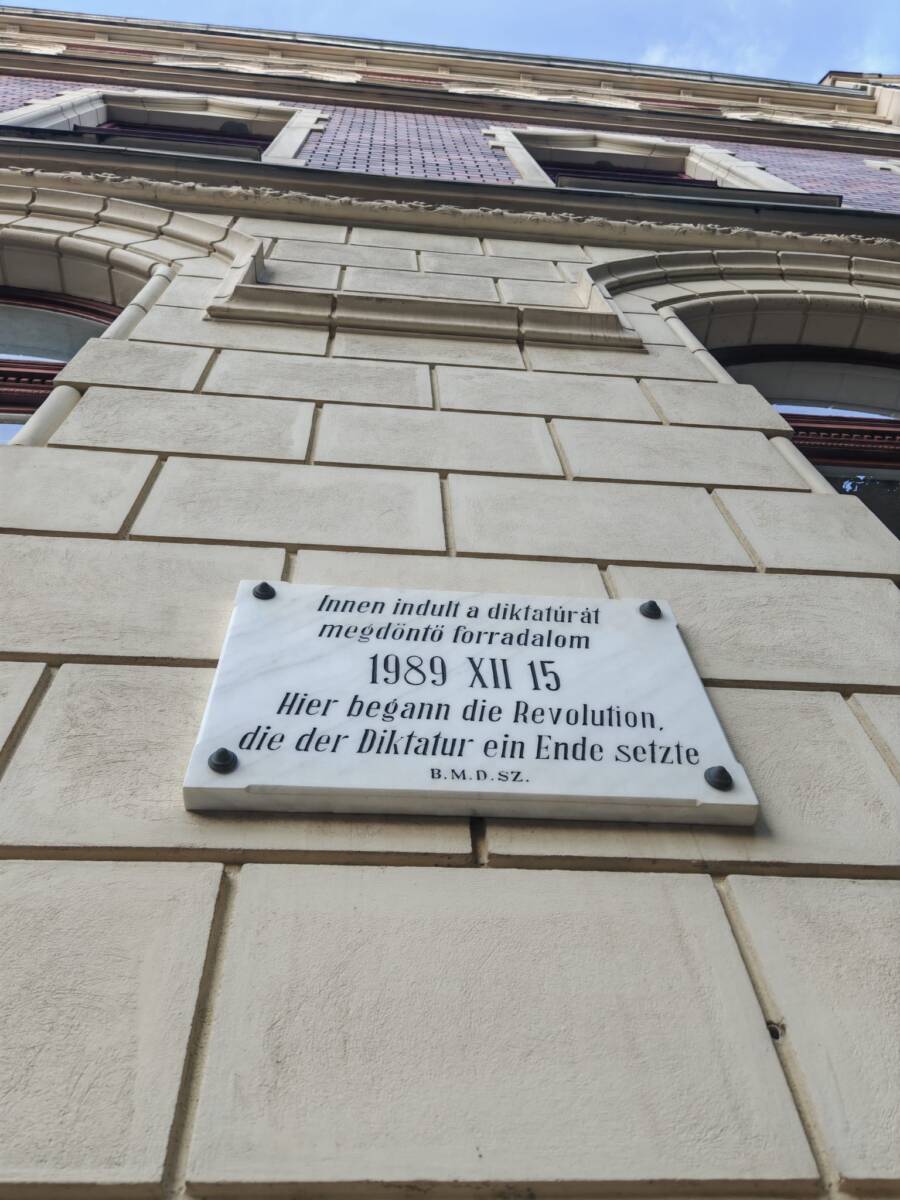 Innen indult a diktatúrát
megdöntő forradalom
1989 XII 15
Hier begann die Revolution,
die der Diktatur ein Ende setzte
B.M.D.SZ.